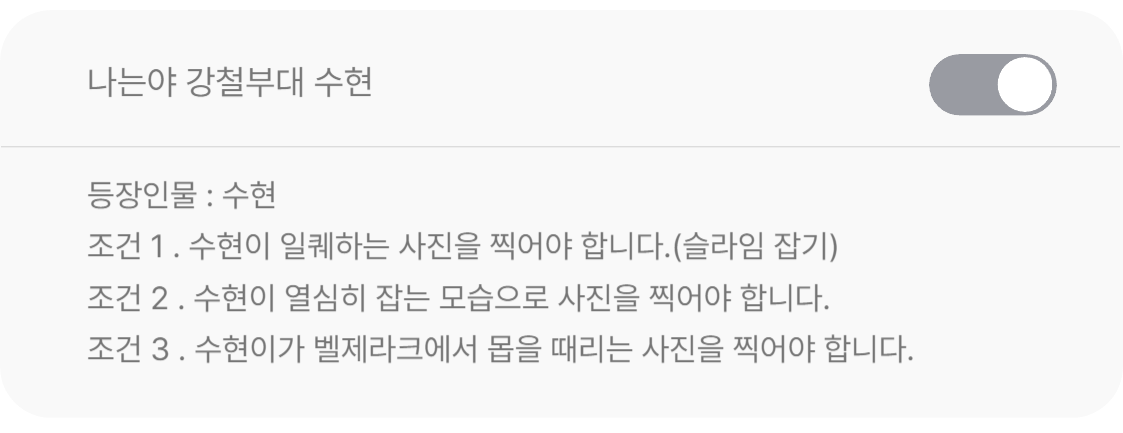 나는야 강철부대 수현
등장인물 : 수현
조건 1 . 수현이 일퀘하는 사진을 찍어야 합니다.(슬라임 잡기)
조건 2 . 수현이 열심히 잡는 모습으로 사진을 찍어야 합니다.
조건 3 . 수현이가 벨제라크에서 몹을 때리는 사진을 찍어야 합니다.